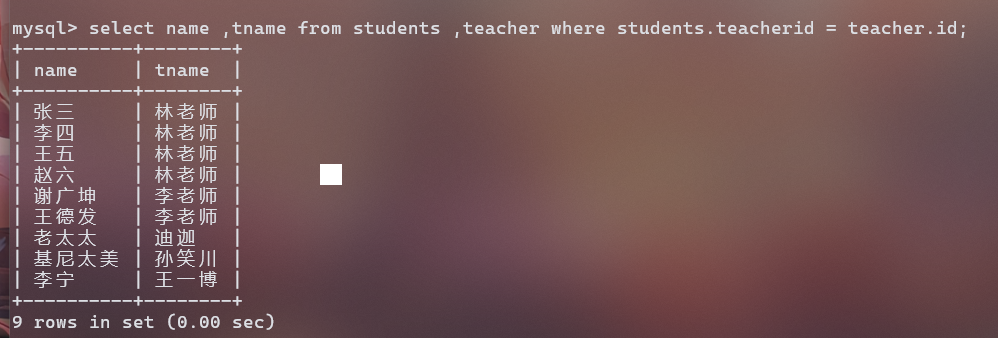 mysql> select name ,tname from students ,teacher where students.teacherid = teacher.id;
+----------+--------+
| name     | tname  |
+----------+--------+
| 张三     | 林老师 |
| 李四     | 林老师 |
| 王五     | 林老师 |
| 赵六     | 林老师 |
| 谢广坤   | 李老师 |
| 王德发   | 李老师 |
| 老太太   | 迪迦   |
| 基尼太美 | 孙笑川 |
| 李宁     | 王一博 |
+----------+--------+
9 rows in set (0.00 sec)